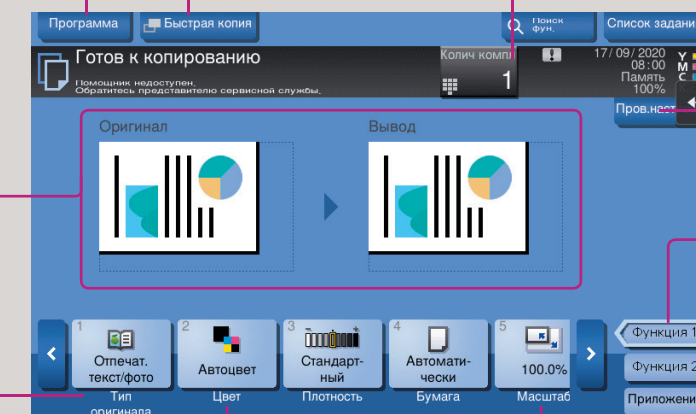 Программа
Быстрая копия
Поиск
фун.
Список задани
Готов к копированию
Помощник недоступен.
Обратитесь представителю сервисной службы.
Колич компл
1
17/09/2020
08:00
Память
100%
Y
M
C
Пров.наст
Оригинал
Вывод
1
Отпечат.
текст/фото
Тип
оригинала
2
Автоцвет
Цвет
3
Стандарт-
ный
Плотность
4
Автомати-
чески
Бумага
5
100.0%
Масштаб
Функция 1
Функция 2
Приложени